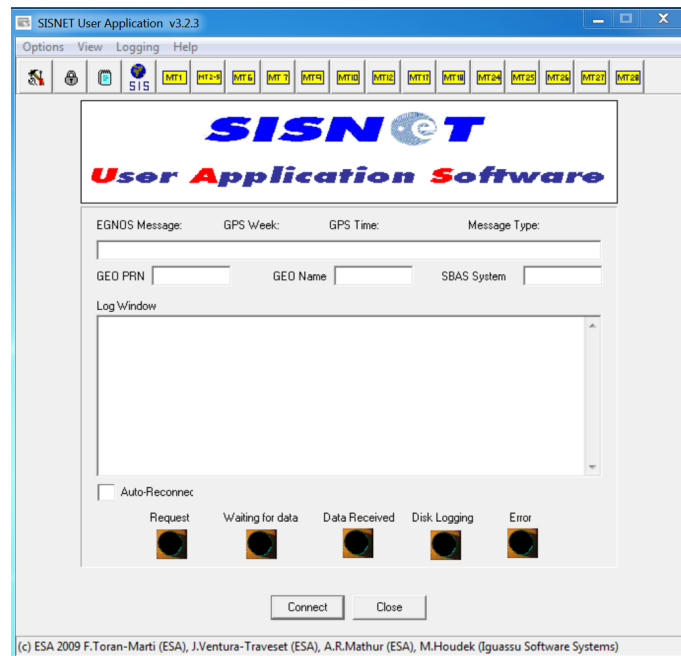 SISNET User Application v3.2.3
Options View Logging Help
SIS MT1 MT2-5 MT6 MT 7 MT9 MT10 MT12 MT17 MT18 MT24 MT25 MT26 MT27 MT28
SISNeT
User Application Software
EGNOS Message: GPS Week: GPS Time: Message Type:
GEO PRN GEO Name SBAS System
Log Window
Auto-Reconnec
Request Waiting for data Data Received Disk Logging Error
Connect Close
(c) ESA 2009 F.Toran-Marti (ESA), J.Ventura-Traveset (ESA), A.R.Mathur (ESA), M.Houdek (Iguassu Software Systems)